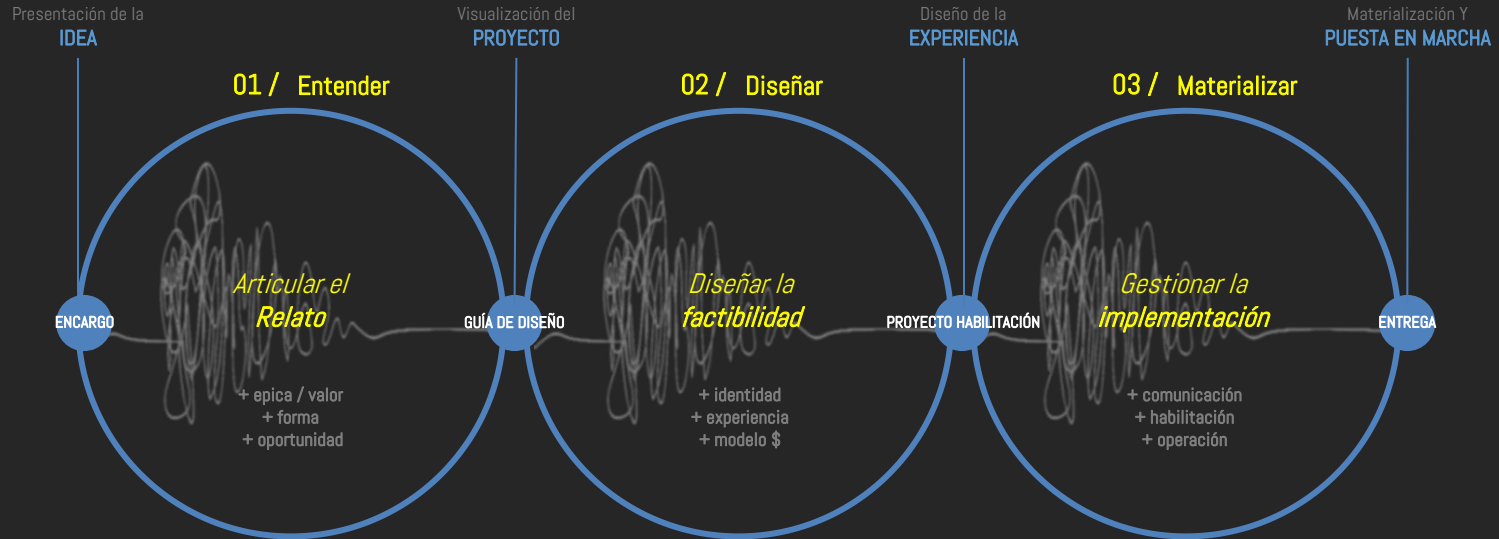 Presentación de la
IDEA
Visualización del
PROYECTO
Diseño de la
EXPERIENCIA
Materialización Y
PUESTA EN MARCHA
01 / Entender
02 / Diseñar
03 / Materializar
Articular el
Relato
Diseñar la
factibilidad
Gestionar la
implementación
ENCARGO
GUÍA DE DISEÑO
PROYECTO HABILITACIÓN
ENTREGA
+ epica / valor
+ forma
+ oportunidad
+ identidad
+ experiencia
+ modelo $
+ comunicación
+ habilitación
+ operación